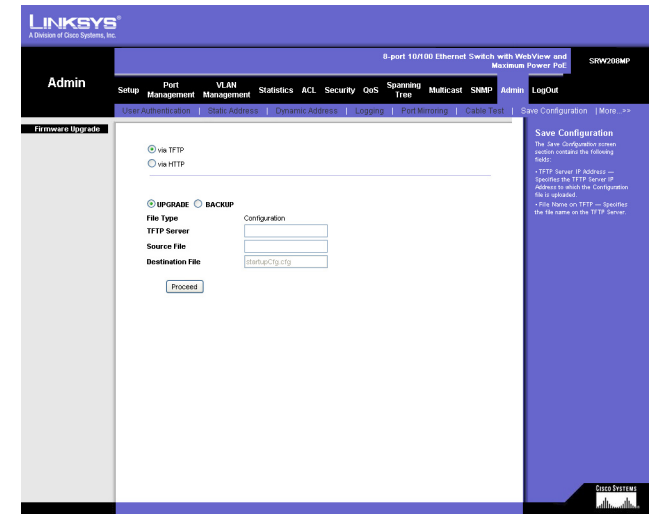 LINKSYS®
A Division of Cisco Systems, Inc.
8-port 10/100 Ethernet Switch with WebView and
Maximum Power PoE
SRW208MP
Admin
Setup Port Management VLAN Management Statistics ACL Security QoS Spanning Tree Multicast SNMP Admin LogOut
User Authentication | Static Address | Dynamic Address | Logging | Port Mirroring | Cable Test | Save Configuration | More...>>
Firmware Upgrade
via TFTP
via HTTP
UPGRADE BACKUP
File Type Configuration
TFTP Server
Source File
Destination File startupCfg.cfg
Proceed
Save Configuration
The Save Configuration screen
section contains the following
fields:
• TFTP Server IP Address —
Specifies the TFTP Server IP
Address to which the Configuration
file is uploaded.
• File Name on TFTP — Specifies
the file name on the TFTP Server.
CISCO SYSTEMS